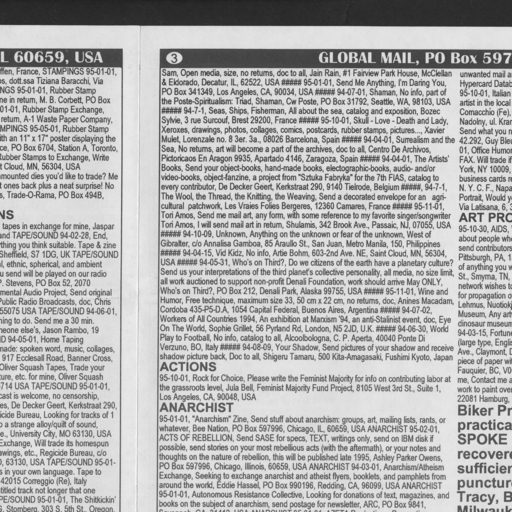 L 60659, USA
ffen, France, STAMPINGS 95-01-01,
os, dott.ssa Tiziana Baracchi, Via
NGS 95-01-01, Rubber Stamp
ne in return, M. B. Corbett, PO Box
01-01, Rubber Stamp Exchange,
return, A-1 Waste Paper Company,
MPINGS 95-05-01, Rubber Stamp
ith an 11" x 17" poster displaying the
ce, PO Box 6704, Station A, Toronto,
ubber Stamps to Exchange, Write
t Cloud, MN, 56304, USA
mounted dies you'd like to trade? Me
t ones back plus a neat surprise! No
s, Trade-O-Rama, PO Box 494B,
NS
tapes in exchange for mine, Jaspar
and TAPE/SOUND 94-02-28, End,
thing you think suitable. Tape & zine
Sheffield, S7 1DG, UK TAPE/SOUND
l, ethnic, spherical, and ambient
u send will be played on our radio
P. Stevens, PO Box 52, 2070
mental Audio Project, Send original
Public Radio Broadcasts, doc, Chris
55075 USA TAPE/SOUND 94-06-01,
ning to do. Send me a 30 min.
meone else's, Jason Rambo, 19
ND 94-05-01, Home Taping
made: spoken word, music, collages,
917 Ecclesall Road, Banner Cross,
Oliver Squash Tapes, Trade your
ture, etc. for mine, Oliver Squash
6714 USA TAPE/SOUND 95-01-01,
cast is welcome, no censorship,
es, De Decker Geert, Kerkstraat 290,
icide Bureau, Looking for tracks of 1
o a strange alloy/quilt of sound,
e., University City, MO 63130, USA
Exchange, Will trade its homespun
wings, etc., Regicide Bureau, c/o
O, 63130, USA TAPE/SOUND 95-01-
s in your own language. Tape to
42015 Correggio (Re), Italy
titled track not longer that one
TAPE/SOUND 95-01-01, The Shitkickin'
G. Stomberg, 303 S. 5th St., Oregon,
3 GLOBAL MAIL, PO Box 597
Sam, Open media, size, no returns, doc to all, Jain Rain, #1 Fairview Park House, McClellan
& Eldorado, Decatur, IL, 62522, USA ##### 95-01-01, Send Me Anything, I'm Daring You,
PO Box 341349, Los Angeles, CA, 90034, USA ##### 94-07-01, Shaman, No info, part of
the Poste-Spiritualism: Triad, Shaman, Cw Poste, PO Box 31792, Seattle, WA, 98103, USA
##### 94-7-1, Seas, Ships, Fisherman, All about the sea, catalog and exposition, Bozec
Sylvie, 3 rue Surcouf, Brest 29200, France ##### 95-10-01, Skull - Love - Death and Lady,
Xeroxes, drawings, photos, collages, comics, postcards, rubber stamps, pictures..., Xavier
Mulet, Lorenzale no. 8 3er. 3a., 08026 Barcelona, Spain ##### 94-04-01, Surrealism and the
Sea, No returns, art will become a part of the archives, doc to all, Centro De Archivos,
Pictoricaos En Aragon 9935, Apartado 4146, Zaragoza, Spain ##### 94-04-01, The Artists'
Books, Send your object-books, hand-made books, electographic-books, audio- and/or
video-books, object-fanzine, a project from "Sztuka Fabryka" for the 7th FIAS, catalog to
every contributor, De Decker Geert, Kerkstraat 290, 9140 Tielrode, Belgium #####, 94-7-1,
The Wool, the Thread, the Knitting, the Weaving, Send a decorated envelope for an agri-
cultural patchwork, Les Vraies Folies Bergeres, 12360 Camares, France ##### 95-11-01,
Tori Amos, Send me mail art, any form, with some reference to my favorite singer/songwriter
Tori Amos, I will send mail art in return, Shulamis, 342 Brook Ave., Passaic, NJ, 07055, USA
##### 94-10-09, Unknown, Anything on the unknown or fear of the unknown, West of
Gibralter, c/o Annalisa Gamboa, 85 Araullo St., San Juan, Metro Manila, 150, Philippines
##### 94-04-15, Vid Kidz, No info, Artie Bohm, 603-2nd Ave. NE, Saint Cloud, MN, 56304,
USA ##### 94-05-31, Who's on Third?, Do we citizens of the earth have a planetary culture?
Send us your interpretations of the third planet's collective personality, all media, no size limit,
all work auctioned to support non-profit Denali Foundation, work should arrive May ONLY,
Who's on Third?, PO Box 212, Denali Park, Alaska 99755, USA ##### 95-11-01, Wine and
Humor, Free technique, maximum size 33, 50 cm x 22 cm, no returns, doc, Anines Macadam,
Cordoba 435-P5-D.A, 1054 Capital Federal, Buenos Aires, Argentina ##### 94-07-02,
Workers of All Countries 1994, An exhibition at Marxism '94, an anti-Stalinist event, doc, Eye
On The World, Sophie Grillet, 56 Pyrland Rd, London, N5 2JD, U.K. ##### 94-06-30, World
Play to Football, No info, catalog to all, Alcoolbologna, C. P. Aperta, 40040 Ponte Di
Verzuno, BO, Italy ##### 94-08-09, Your Shadow, Send pictures of your shadow and receive
shadow picture back, Doc to all, Shigeru Tamaru, 500 Kita-Amagasaki, Fushimi Kyoto, Japan
ACTIONS
95-10-01, Rock for Choice, Please write the Feminist Majority for info on contributing labor at
the grasroots level, Jula Bell, Feminist Majority Fund Project, 8105 West 3rd St., Suite 1,
Los Angeles, CA, 90048, USA
ANARCHIST
95-01-01, "Anarchism" Zine, Send stuff about anarchism: groups, art, mailing lists, rants, or
whatever, Bee Nation, PO Box 597996, Chicago, IL, 60659, USA ANARCHIST 95-02-01,
ACTS OF REBELLION, Send SASE for specs, TEXT, writings only, send on IBM disk if
possible, send stories on your most rebellious acts (with the aftermath), or your notes and
thoughts on the nature of rebellion, this will be published late 1995, Ashley Parker Owens,
PO Box 597996, Chicago, Illinois, 60659, USA ANARCHIST 94-03-01, Anarchism/Atheism
Exchange, Seeking to exchange anarchist and atheist flyers, booklets, and pamphlets from
around the world, Eddie Hassel, PO Box 990196, Redding, CA, 96099, USA ANARCHIST
95-01-01, Autonomous Resistance Collective, Looking for donations of text, magazines, and
books on the subject of anarchism, send postage for newsletter, ARC, PO Box 9841,
unwanted mail a
Hypercard Datab
95-10-01, Italian
artist in the local
Comacchio (Fe),
Nadolny, ul. Kran
Send what you n
42.292, Guy Blen
01, Office Humor
FAX. Will trade if
York, NY 10009,
business cards n
N. Y. C. F., Napa
Portrait, Would y
Via Latisana, 6, 3
ART PRO
95-10-30, AIDS,
about people who
send contributors
Pittsburgh, PA, 1
of anything you w
St., Smyrna, TN,
network wishes to
for propagation o
Lehmus, Nuotioki
Museum, Any arti
dinosaur museum
94-03-15, Fortune
(large type, Englis
Ave., Claymont, D
piece of paper wit
Fauquier, BC, V0
me, Contact me a
work to paint over
22081 Hamburg,
Biker Pr
practica
SPOKE
recovere
sufficien
puncture
Tracy, B
Milwauk